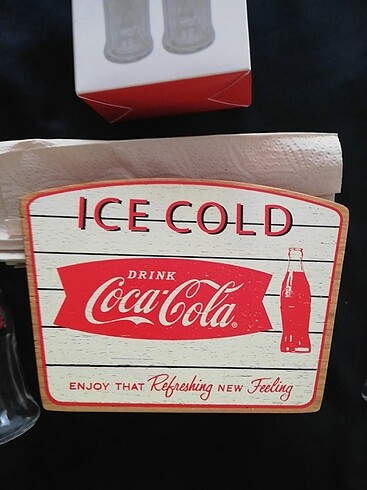 ICE COLD
DRINK
Coca-Cola®
ENJOY THAT Refreshing NEW Feeling